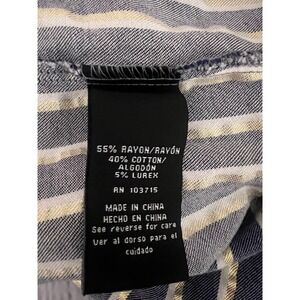 55% RAYON/RAYÓN
40% COTTON/
ALGODÓN
5% LUREX
RN 103715
MADE IN CHINA
HECHO EN CHINA
See reverse for care
Ver al dorso para el
cuidado